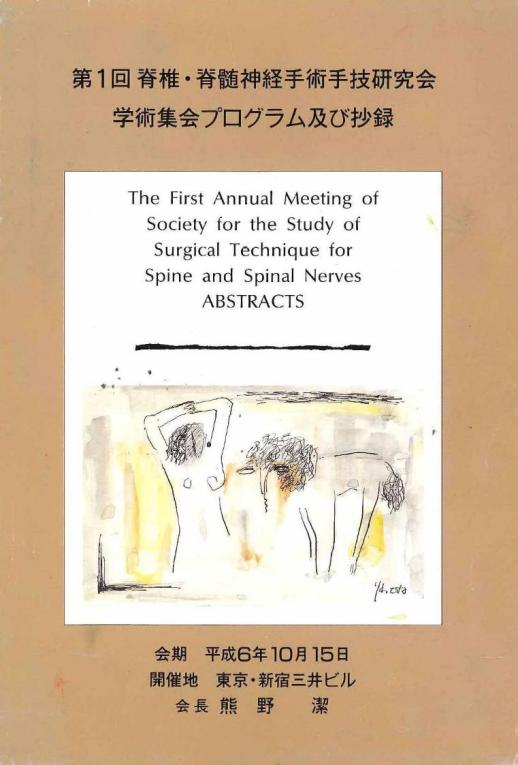 第1回 脊椎・脊髄神経手術手技研究会
学術集会プログラム及び抄録
The First Annual Meeting of
Society for the Study of
Surgical Technique for
Spine and Spinal Nerves
ABSTRACTS
会期 平成6年10月15日
開催地 東京・新宿三井ビル
会長 熊野 潔